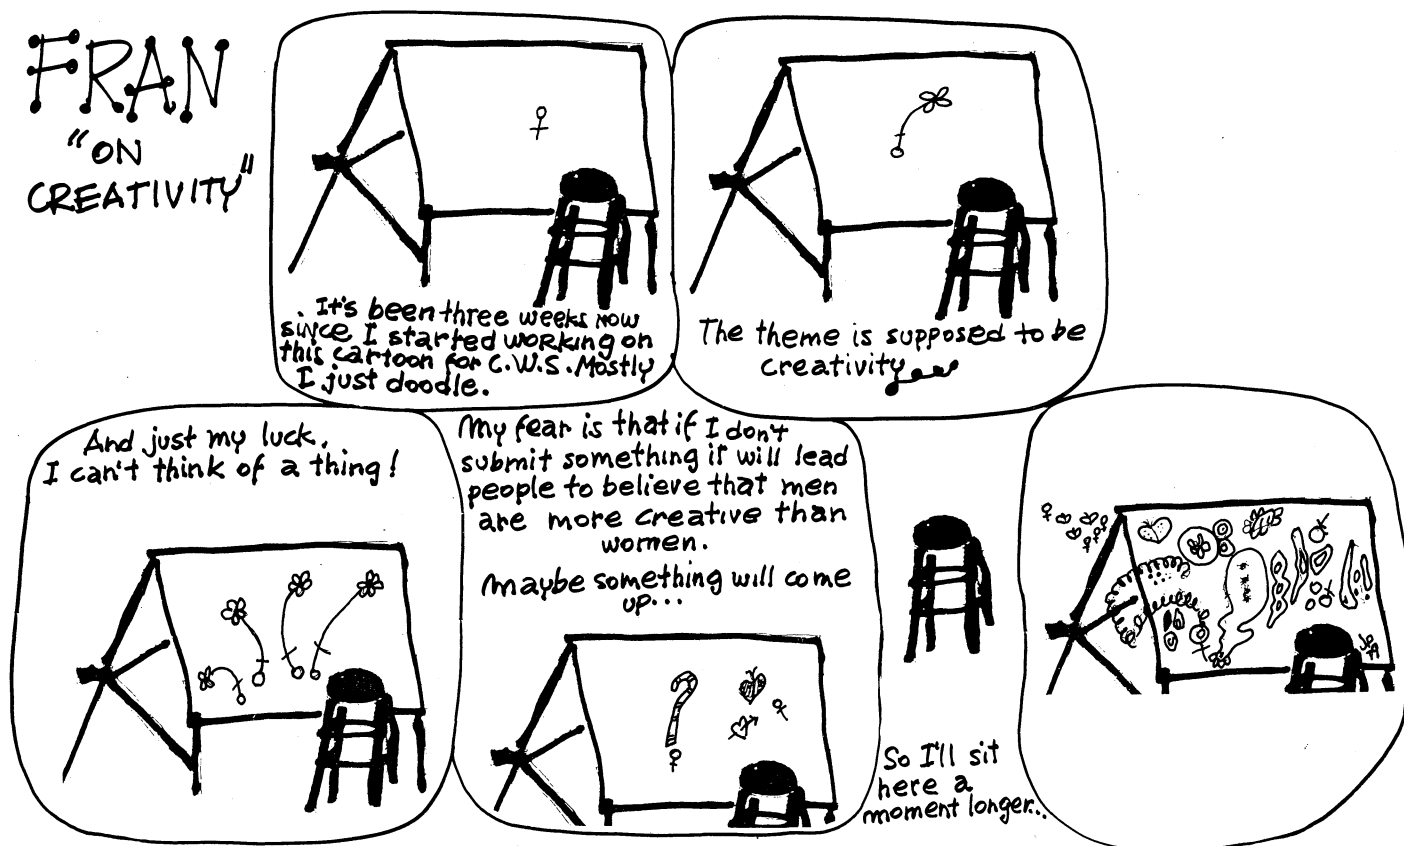 FRAN
"ON
CREATIVITY"
. It's been three weeks now
since I started working on
this cartoon for C.W.S. Mostly
I just doodle.
The theme is supposed to be
creativity
And just my luck,
I can't think of a thing!
My fear is that if I don't
submit something it will lead
people to believe that men
are more creative than
women.
Maybe something will come
up...
So I'll sit
here a
moment longer...